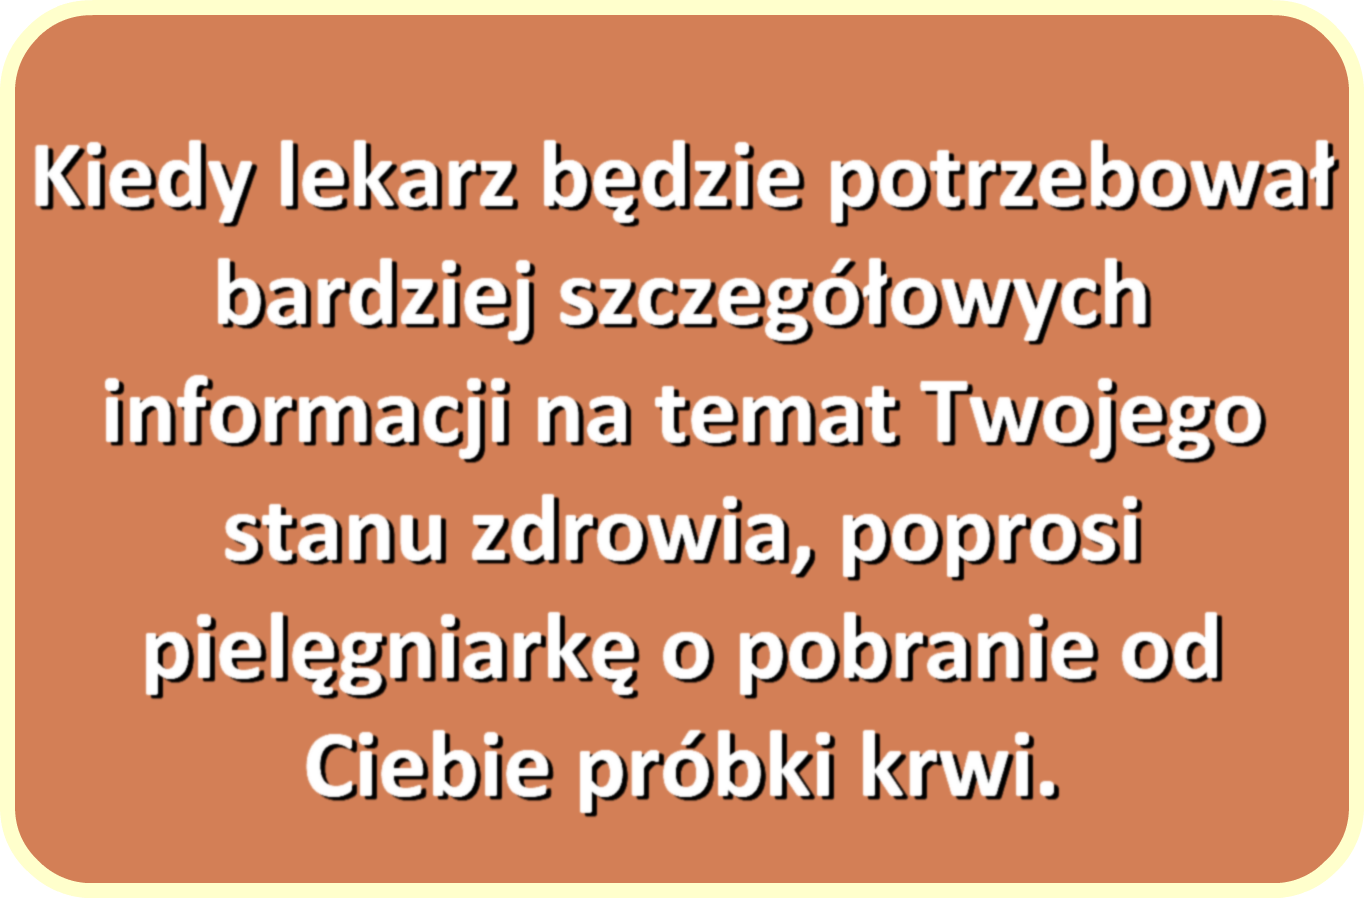 Kiedy lekarz będzie potrzebował
bardziej szczegółowych
informacji na temat Twojego
stanu zdrowia, poprosi
pielęgniarkę o pobranie od
Ciebie próbki krwi.